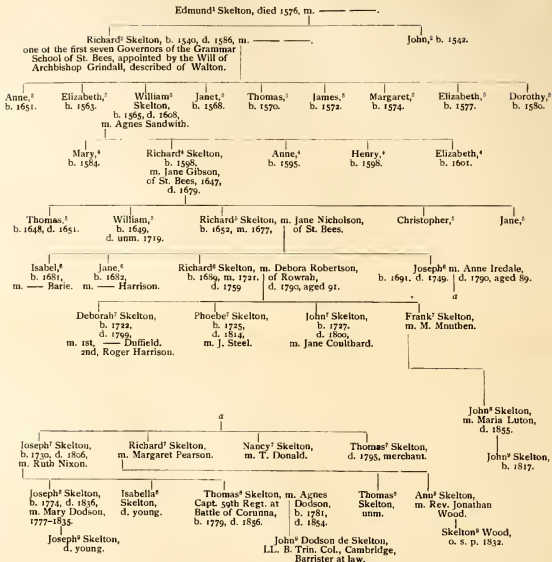 Edmund¹ Skelton, died 1576, m. ——— ———.
Richard² Skelton, b. 1540, d. 1586, m. ——— ———.
one of the first seven Governors of the Grammar
School of St. Bees, appointed by the Will of
Archbishop Grindall, described of Walton.
John,² b. 1542.
Anne,³
b. 1651.
Elizabeth,³
b. 1563.
William³
Skelton,
b. 1565, d. 1608,
m. Agnes Sandwith.
Janet,³
b. 1568.
Thomas,³
b. 1570.
James,³
b. 1572.
Margaret,³
b. 1574.
Elizabeth,³
b. 1577.
Dorothy,³
b. 1580.
Mary,⁴
b. 1584.
Richard⁴ Skelton,
b. 1598,
m. Jane Gibson,
of St. Bees, 1647,
d. 1679.
Anne,⁴
b. 1595.
Henry,⁴
b. 1598.
Elizabeth,⁴
b. 1601.
Thomas,⁵
b. 1648, d. 1651.
William,⁵
b. 1649,
d. unm. 1719.
Richard⁵ Skelton, m. Jane Nicholson,
b. 1652, m. 1677, of St. Bees.
Christopher,⁵
Jane,⁵
Isabel,⁶
b. 1681,
m. —— Barie.
Jane,⁶
b. 1682,
m. —— Harrison.
Richard⁶ Skelton, m. Debora Robertson,
b. 1689, m. 1721, of Rowrah,
d. 1759 d. 1790, aged 91.
Joseph⁶ m. Anne Iredale,
b. 1691, d. 1749. d. 1790, aged 89.
a
Deborah⁷ Skelton,
b. 1722,
d. 1799,
m. 1st, —— Duffield.
2nd, Roger Harrison.
Phoebe⁷ Skelton,
b. 1725,
d. 1814,
m. J. Steel.
John⁷ Skelton,
b. 1727.
d. 1800,
m. Jane Coulthard.
Frank⁷ Skelton,
m. M. Mnuthen.
John⁸ Skelton,
m. Maria Luton,
d. 1855.
John⁹ Skelton,
b. 1817.
a
Joseph⁷ Skelton,
b. 1730, d. 1806,
m. Ruth Nixon.
Richard⁷ Skelton,
m. Margaret Pearson.
Nancy⁷ Skelton,
m. T. Donald.
Thomas⁷ Skelton,
d. 1795, merchant.
Joseph⁸ Skelton,
b. 1774, d. 1836,
m. Mary Dodson,
1777-1835.
Isabella⁸
Skelton,
d. young.
Thomas⁸ Skelton, m. Agnes
Capt. 59th Regt. at Dodson,
Battle of Corunna, b. 1781,
b. 1779, d. 1856. d. 1854.
Thomas⁸
Skelton,
unm.
Ann⁸ Skelton,
m. Rev. Jonathan
Wood.
Joseph⁹ Skelton,
d. young.
John⁹ Dodson de Skelton,
LL. B. Trin. Col., Cambridge,
Barrister at law.
Skelton⁹ Wood,
o. s. p. 1832.